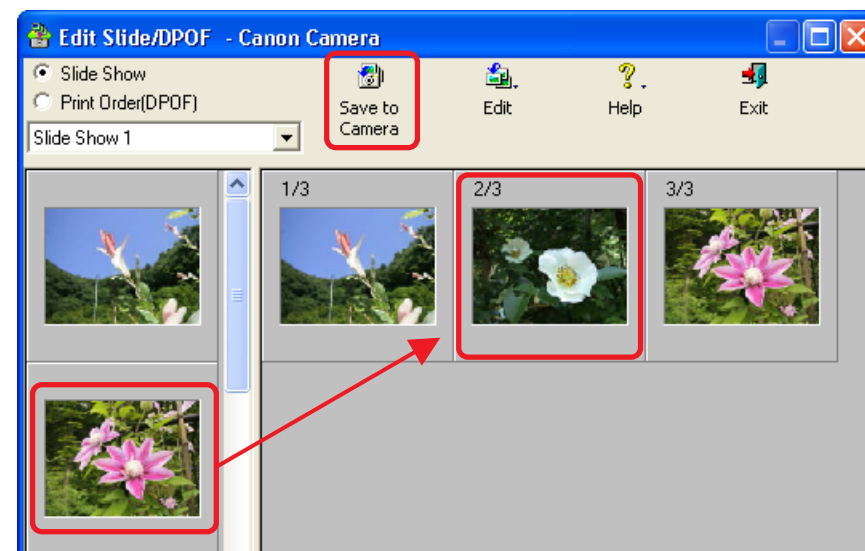 Edit Slide/DPOF - Canon Camera
Slide Show
Print Order(DPOF)
Slide Show 1
Save to
Camera
Edit
Help
Exit
1/3
2/3
3/3